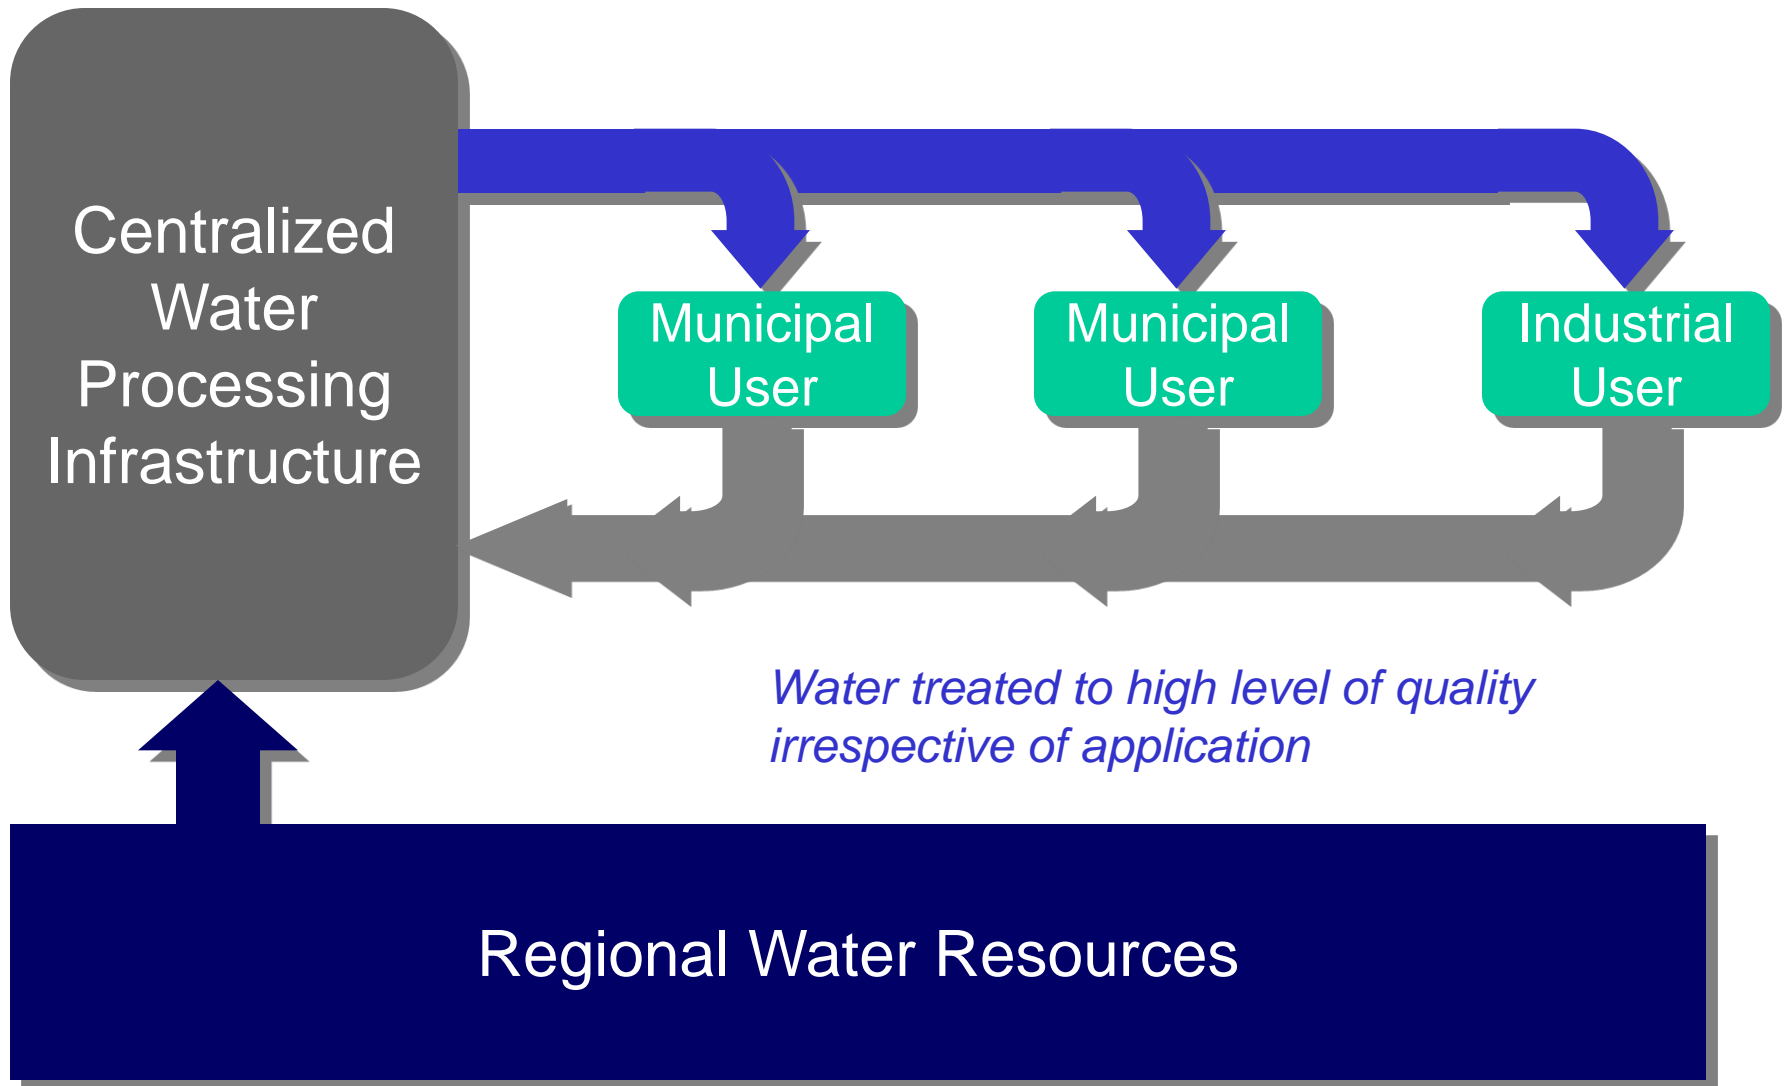 Centralized
Water
Processing
Infrastructure
Municipal
User
Municipal
User
Industrial
User
Water treated to high level of quality
irrespective of application
Regional Water Resources